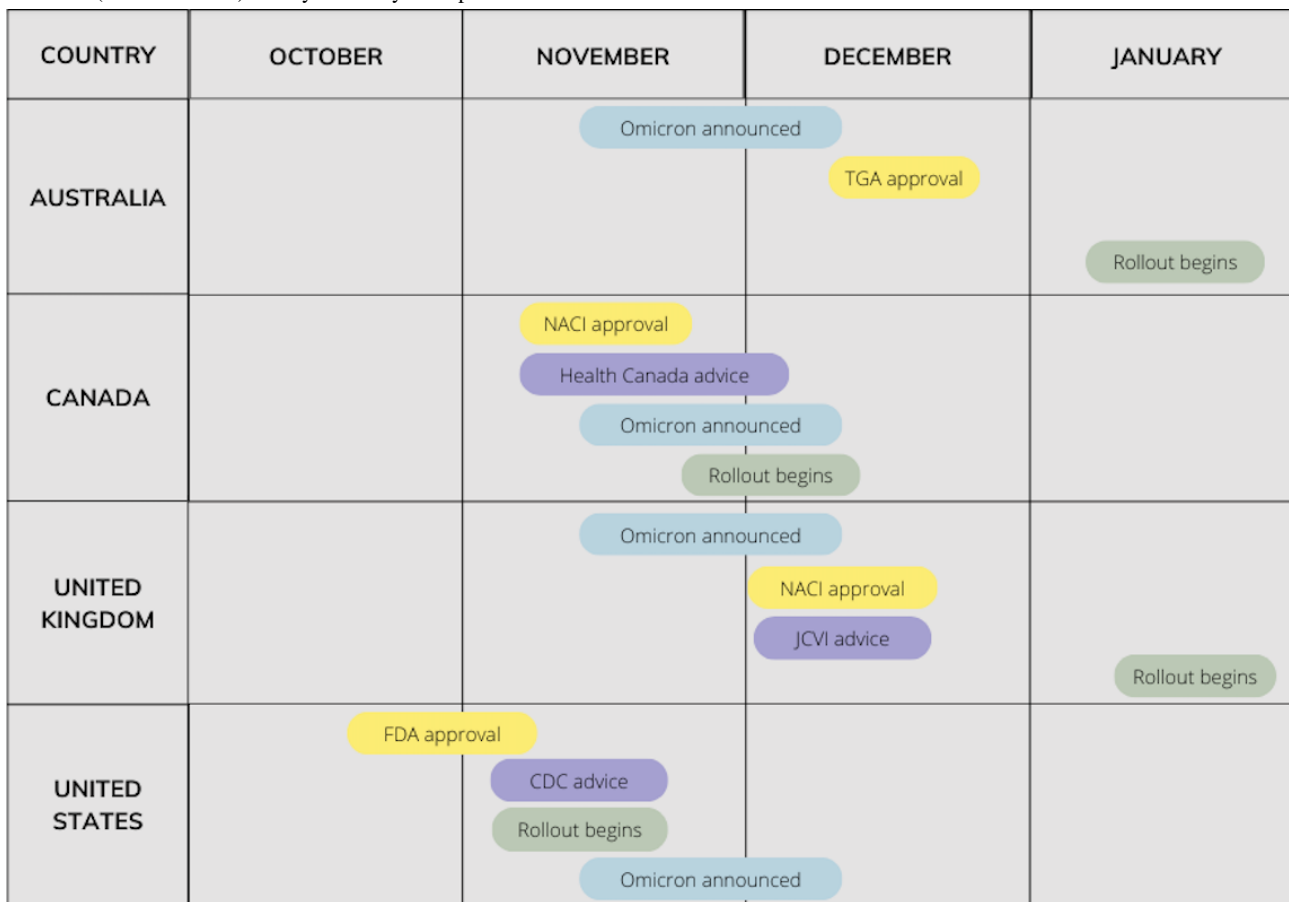 COUNTRY
OCTOBER
NOVEMBER
DECEMBER
JANUARY
AUSTRALIA
Omicron announced
TGA approval
Rollout begins
CANADA
NACI approval
Health Canada advice
Omicron announced
Rollout begins
UNITED
KINGDOM
Omicron announced
NACI approval
JCVI advice
Rollout begins
UNITED
STATES
FDA approval
CDC advice
Rollout begins
Omicron announced